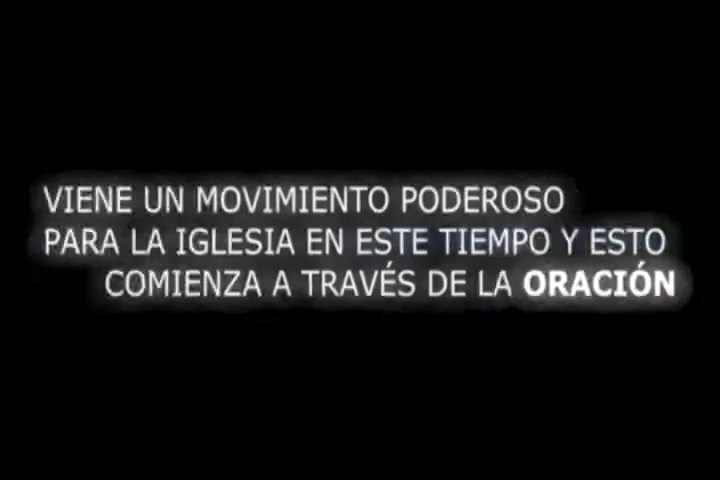 VIENE UN MOVIMIENTO PODEROSO
PARA LA IGLESIA EN ESTE TIEMPO Y ESTO
COMIENZA A TRAVÉS DE LA ORACIÓN